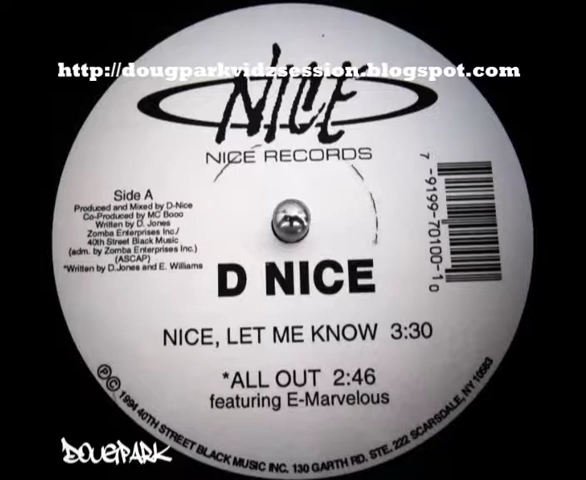 http://dougparkvidzsession.blogspot.com
NICE
NICE RECORDS
Side A
Produced and Mixed by D-Nice
Co-Produced by MC Booo
Written by D. Jones
Zomba Enterprises Inc./
40th Street Black Music
(adm. by Zomba Enterprises Inc.)
(ASCAP)
*Written by D.Jones and E. Williams
7 -9199-70100-1 0
D NICE
NICE, LET ME KNOW 3:30
*ALL OUT 2:46
featuring E-Marvelous
℗© 1994 40TH STREET BLACK MUSIC INC. 130 GARTH RD. STE. 222 SCARSDALE, NY 10583
DOUGPARK